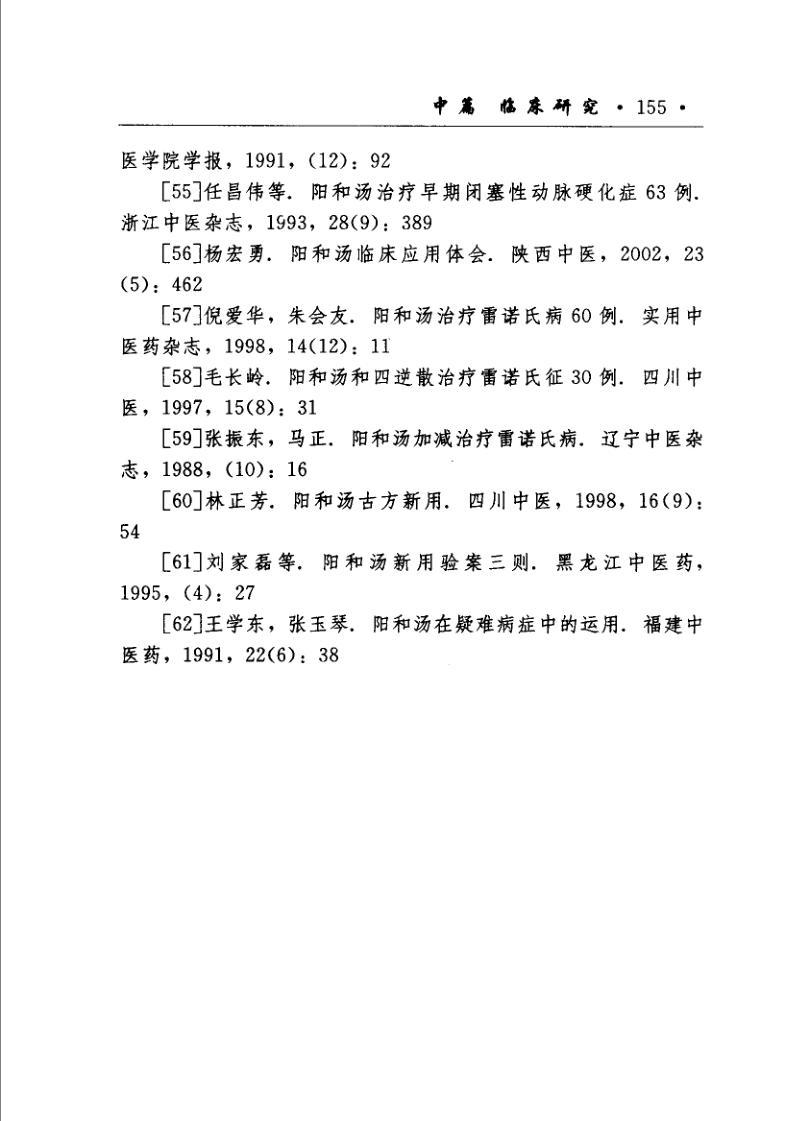 中篇 临床研究 · 155 ·
医学院学报，1991，(12)：92
[55]任昌伟等．阳和汤治疗早期闭塞性动脉硬化症 63 例．
浙江中医杂志，1993，28(9)：389
[56]杨宏勇．阳和汤临床应用体会．陕西中医，2002，23
(5)：462
[57]倪爱华，朱会友．阳和汤治疗雷诺氏病 60 例．实用中
医药杂志，1998，14(12)：11
[58]毛长岭．阳和汤和四逆散治疗雷诺氏征 30 例．四川中
医，1997，15(8)：31
[59]张振东，马正．阳和汤加减治疗雷诺氏病．辽宁中医杂
志，1988，(10)：16
[60]林正芳．阳和汤古方新用．四川中医，1998，16(9)：
54
[61]刘家磊等．阳和汤新用验案三则．黑龙江中医药，
1995，(4)：27
[62]王学东，张玉琴．阳和汤在疑难病症中的运用．福建中
医药，1991，22(6)：38